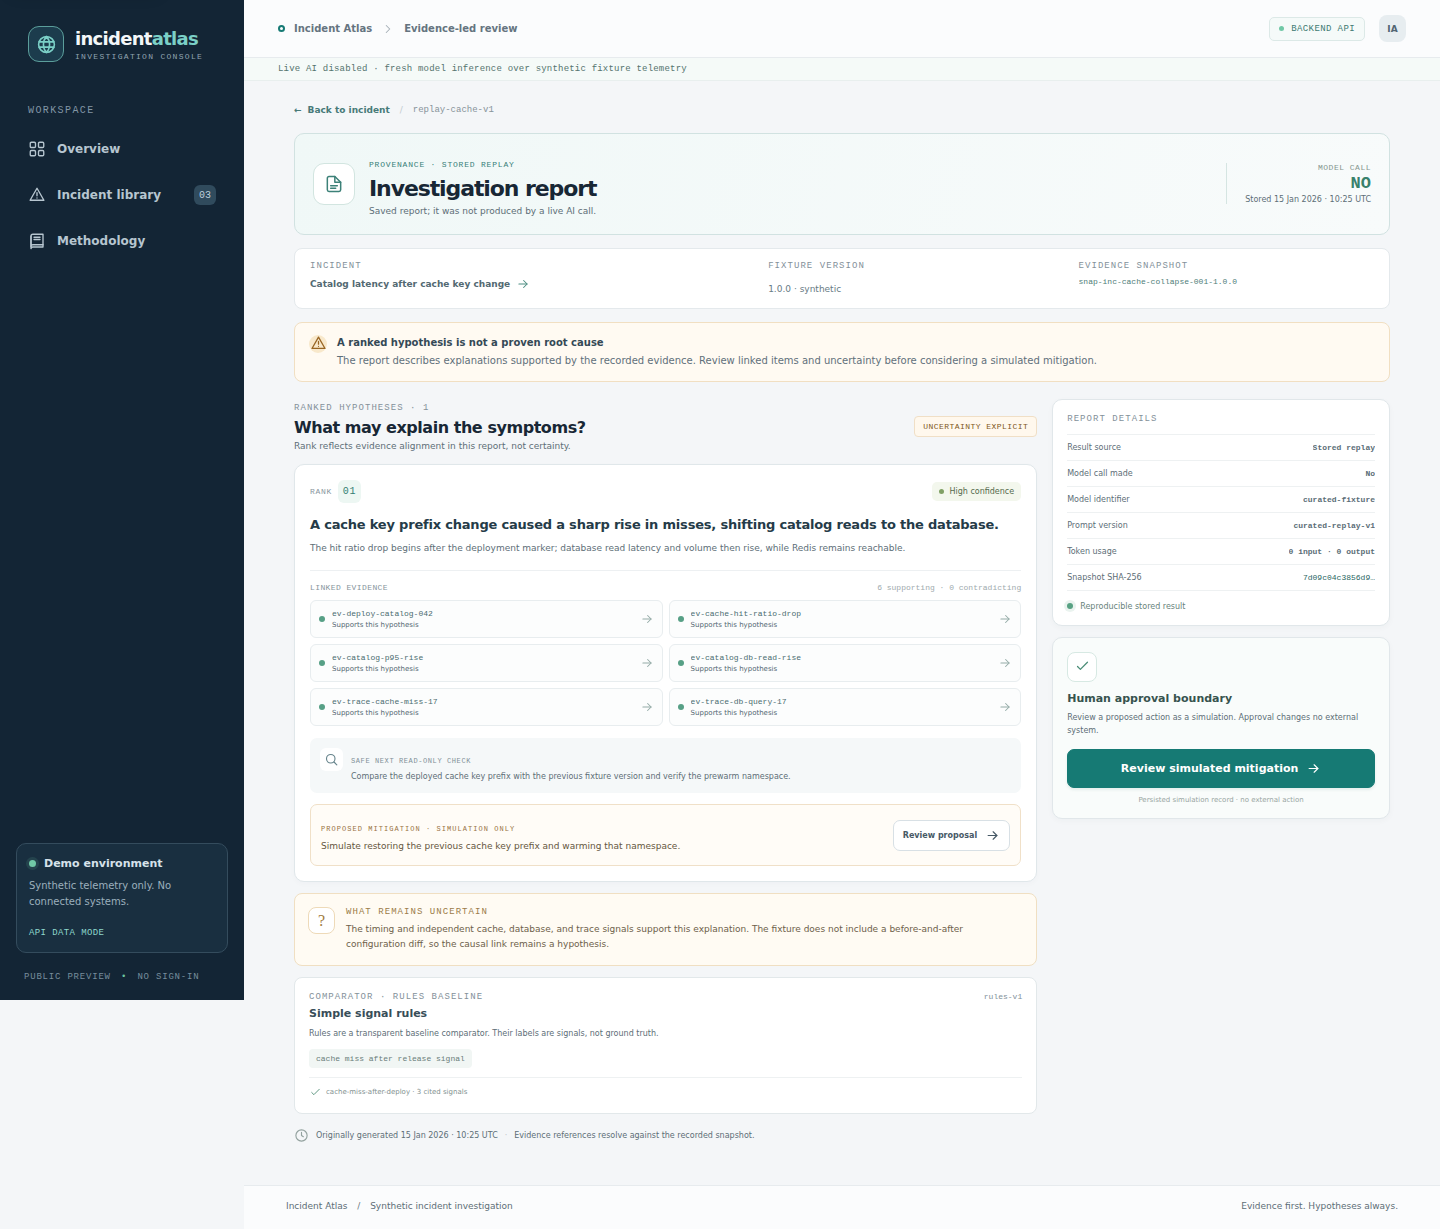 incidentatlas
INVESTIGATION CONSOLE
WORKSPACE
Overview
Incident library 03
Methodology
Demo environment
Synthetic telemetry only. No
connected systems.
API DATA MODE
PUBLIC PREVIEW • NO SIGN-IN
Incident Atlas > Evidence-led review
BACKEND API
IA
Live AI disabled · fresh model inference over synthetic fixture telemetry
← Back to incident / replay-cache-v1
PROVENANCE · STORED REPLAY
Investigation report
Saved report; it was not produced by a live AI call.
MODEL CALL
NO
Stored 15 Jan 2026 · 10:25 UTC
INCIDENT
Catalog latency after cache key change →
FIXTURE VERSION
1.0.0 · synthetic
EVIDENCE SNAPSHOT
snap-inc-cache-collapse-001-1.0.0
A ranked hypothesis is not a proven root cause
The report describes explanations supported by the recorded evidence. Review linked items and uncertainty before considering a simulated mitigation.
RANKED HYPOTHESES · 1
What may explain the symptoms?
Rank reflects evidence alignment in this report, not certainty.
UNCERTAINTY EXPLICIT
RANK 01
High confidence
A cache key prefix change caused a sharp rise in misses, shifting catalog reads to the database.
The hit ratio drop begins after the deployment marker; database read latency and volume then rise, while Redis remains reachable.
LINKED EVIDENCE
6 supporting · 0 contradicting
ev-deploy-catalog-042
Supports this hypothesis
→
ev-cache-hit-ratio-drop
Supports this hypothesis
→
ev-catalog-p95-rise
Supports this hypothesis
→
ev-catalog-db-read-rise
Supports this hypothesis
→
ev-trace-cache-miss-17
Supports this hypothesis
→
ev-trace-db-query-17
Supports this hypothesis
→
SAFE NEXT READ-ONLY CHECK
Compare the deployed cache key prefix with the previous fixture version and verify the prewarm namespace.
PROPOSED MITIGATION · SIMULATION ONLY
Simulate restoring the previous cache key prefix and warming that namespace.
Review proposal →
?
WHAT REMAINS UNCERTAIN
The timing and independent cache, database, and trace signals support this explanation. The fixture does not include a before-and-after
configuration diff, so the causal link remains a hypothesis.
COMPARATOR · RULES BASELINE
rules-v1
Simple signal rules
Rules are a transparent baseline comparator. Their labels are signals, not ground truth.
cache miss after release signal
cache-miss-after-deploy · 3 cited signals
Originally generated 15 Jan 2026 · 10:25 UTC · Evidence references resolve against the recorded snapshot.
REPORT DETAILS
Result source Stored replay
Model call made No
Model identifier curated-fixture
Prompt version curated-replay-v1
Token usage 0 input · 0 output
Snapshot SHA-256 7d09c04c3856d9…
Reproducible stored result
Human approval boundary
Review a proposed action as a simulation. Approval changes no external
system.
Review simulated mitigation →
Persisted simulation record · no external action
Incident Atlas / Synthetic incident investigation
Evidence first. Hypotheses always.